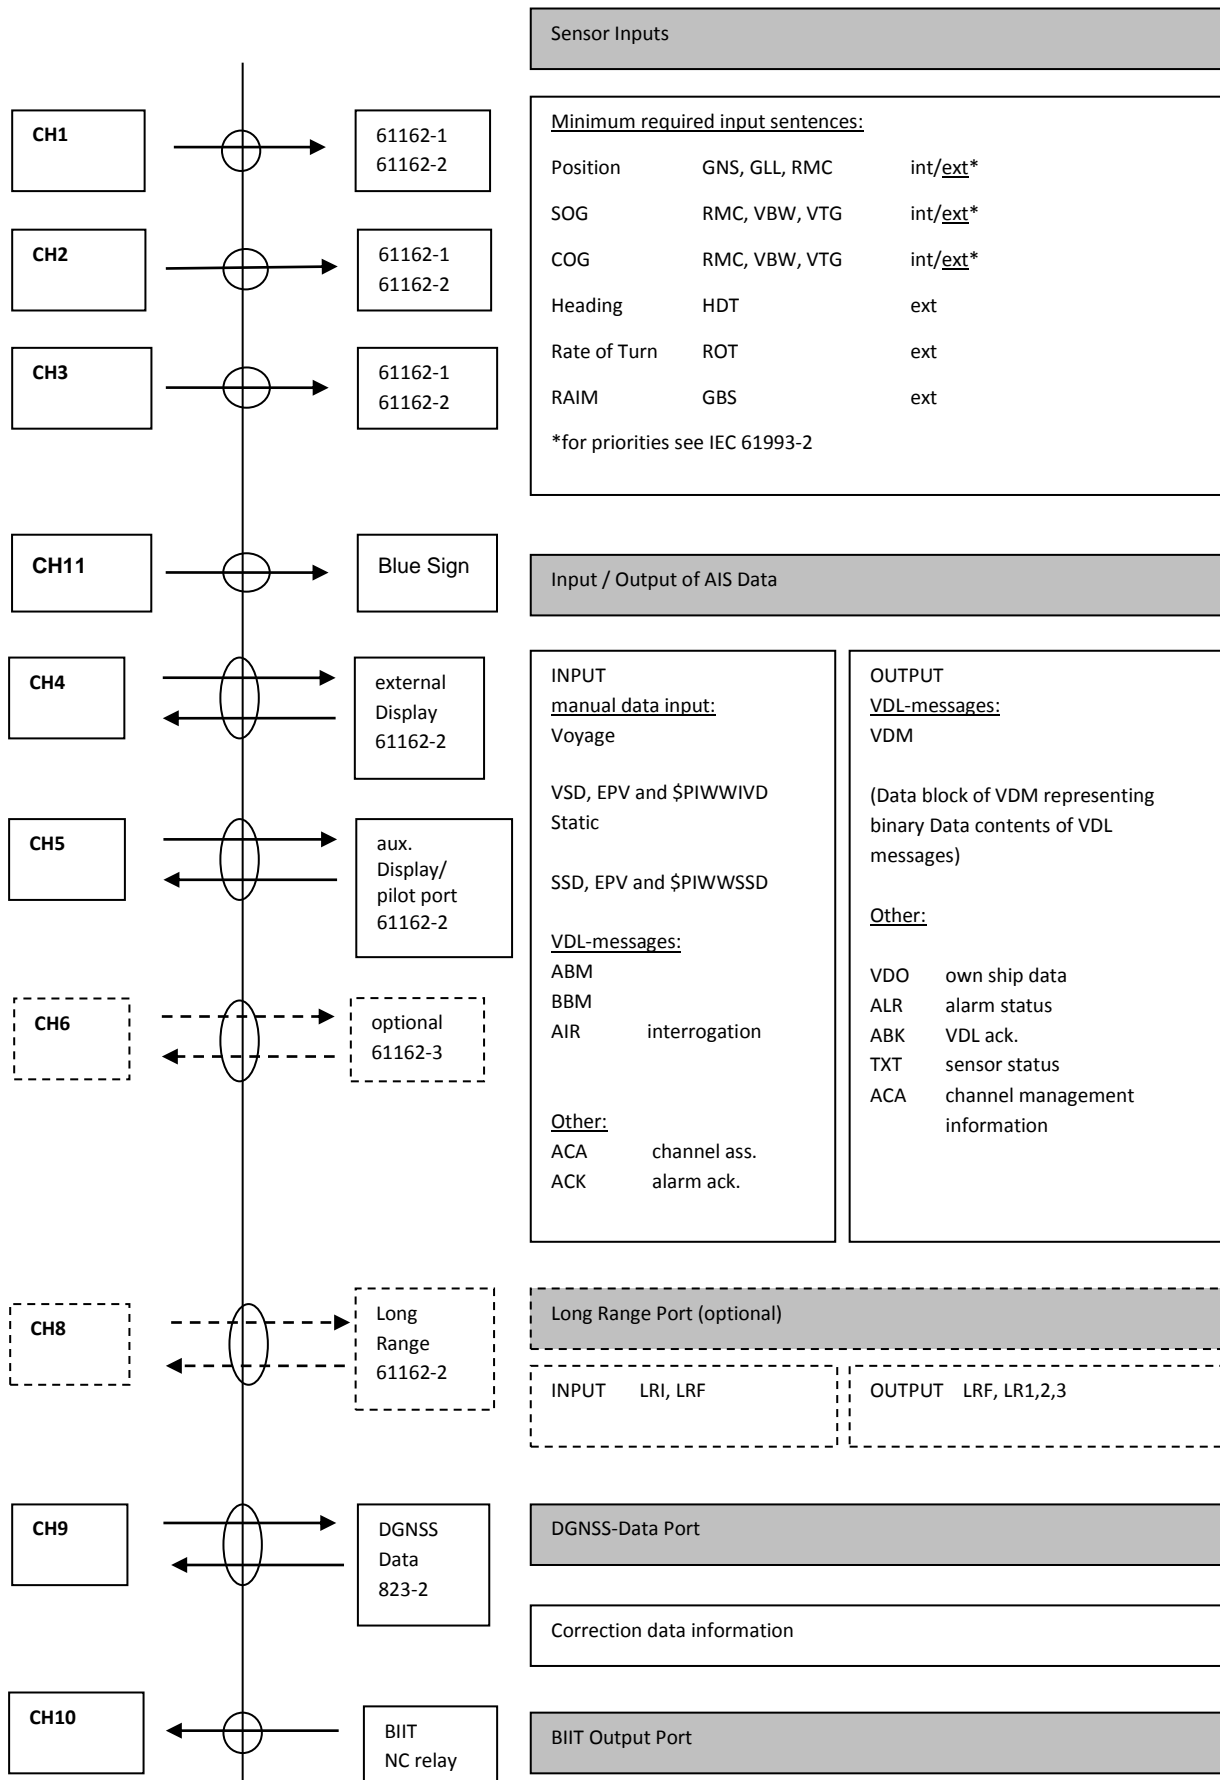 Sensor Inputs
CH1
61162-1
61162-2
Minimum required input sentences:
Position GNS, GLL, RMC int/ext*
SOG RMC, VBW, VTG int/ext*
COG RMC, VBW, VTG int/ext*
Heading HDT ext
Rate of Turn ROT ext
RAIM GBS ext
*for priorities see IEC 61993-2
CH2
61162-1
61162-2
CH3
61162-1
61162-2
CH11
Blue Sign
Input / Output of AIS Data
CH4
external
Display
61162-2
CH5
aux.
Display/
pilot port
61162-2
CH6
optional
61162-3
INPUT
manual data input:
Voyage
VSD, EPV and $PIWWIVD
Static
SSD, EPV and $PIWWSSD
VDL-messages:
ABM
BBM
AIR interrogation
Other:
ACA channel ass.
ACK alarm ack.
OUTPUT
VDL-messages:
VDM
(Data block of VDM representing
binary Data contents of VDL
messages)
Other:
VDO own ship data
ALR alarm status
ABK VDL ack.
TXT sensor status
ACA channel management
information
CH8
Long
Range
61162-2
Long Range Port (optional)
INPUT LRI, LRF
OUTPUT LRF, LR1,2,3
CH9
DGNSS
Data
823-2
DGNSS-Data Port
Correction data information
CH10
BIIT
NC relay
BIIT Output Port